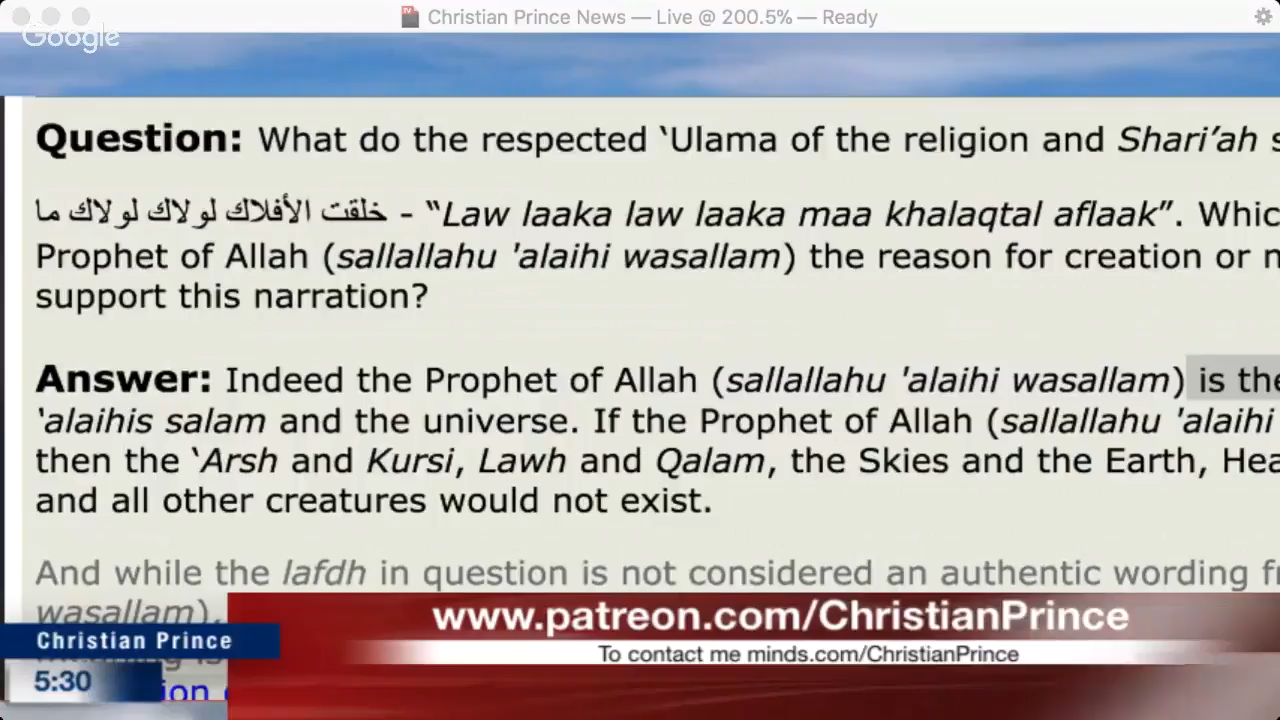 Christian Prince News — Live @ 200.5% — Ready
Google
Question: What do the respected ‘Ulama of the religion and Shari’ah s
خلقت الأفلاك لولاك لولاك ما - “Law laaka law laaka maa khalaqtal aflaak”. Whic
Prophet of Allah (sallallahu 'alaihi wasallam) the reason for creation or n
support this narration?
Answer: Indeed the Prophet of Allah (sallallahu 'alaihi wasallam) is the
‘alaihis salam and the universe. If the Prophet of Allah (sallallahu 'alaihi
then the ‘Arsh and Kursi, Lawh and Qalam, the Skies and the Earth, Hea
and all other creatures would not exist.
And while the lafdh in question is not considered an authentic wording fr
wasallam),
www.patreon.com/ChristianPrince
Christian Prince
To contact me minds.com/ChristianPrince
5:30
ion